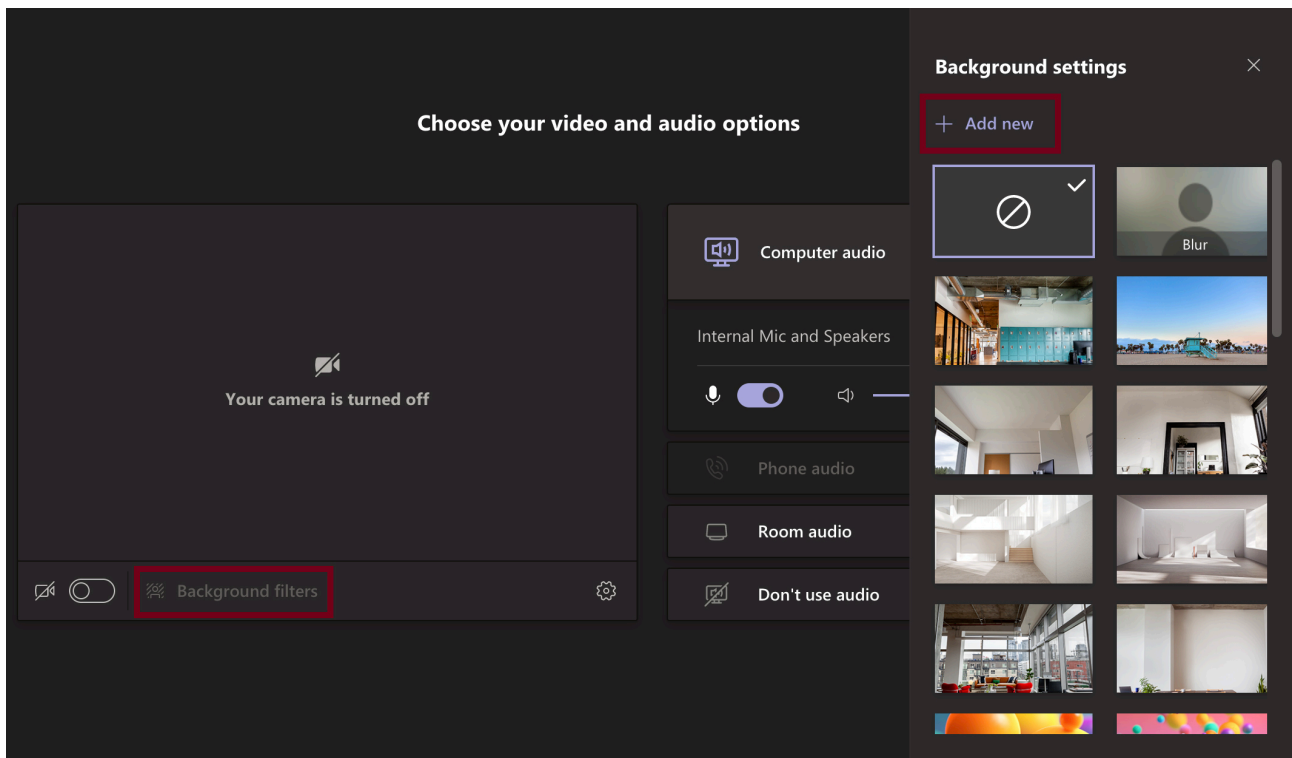 Choose your video and audio options
Your camera is turned off
Background filters
Computer audio
Internal Mic and Speakers
Phone audio
Room audio
Don't use audio
Background settings
Add new
Blur